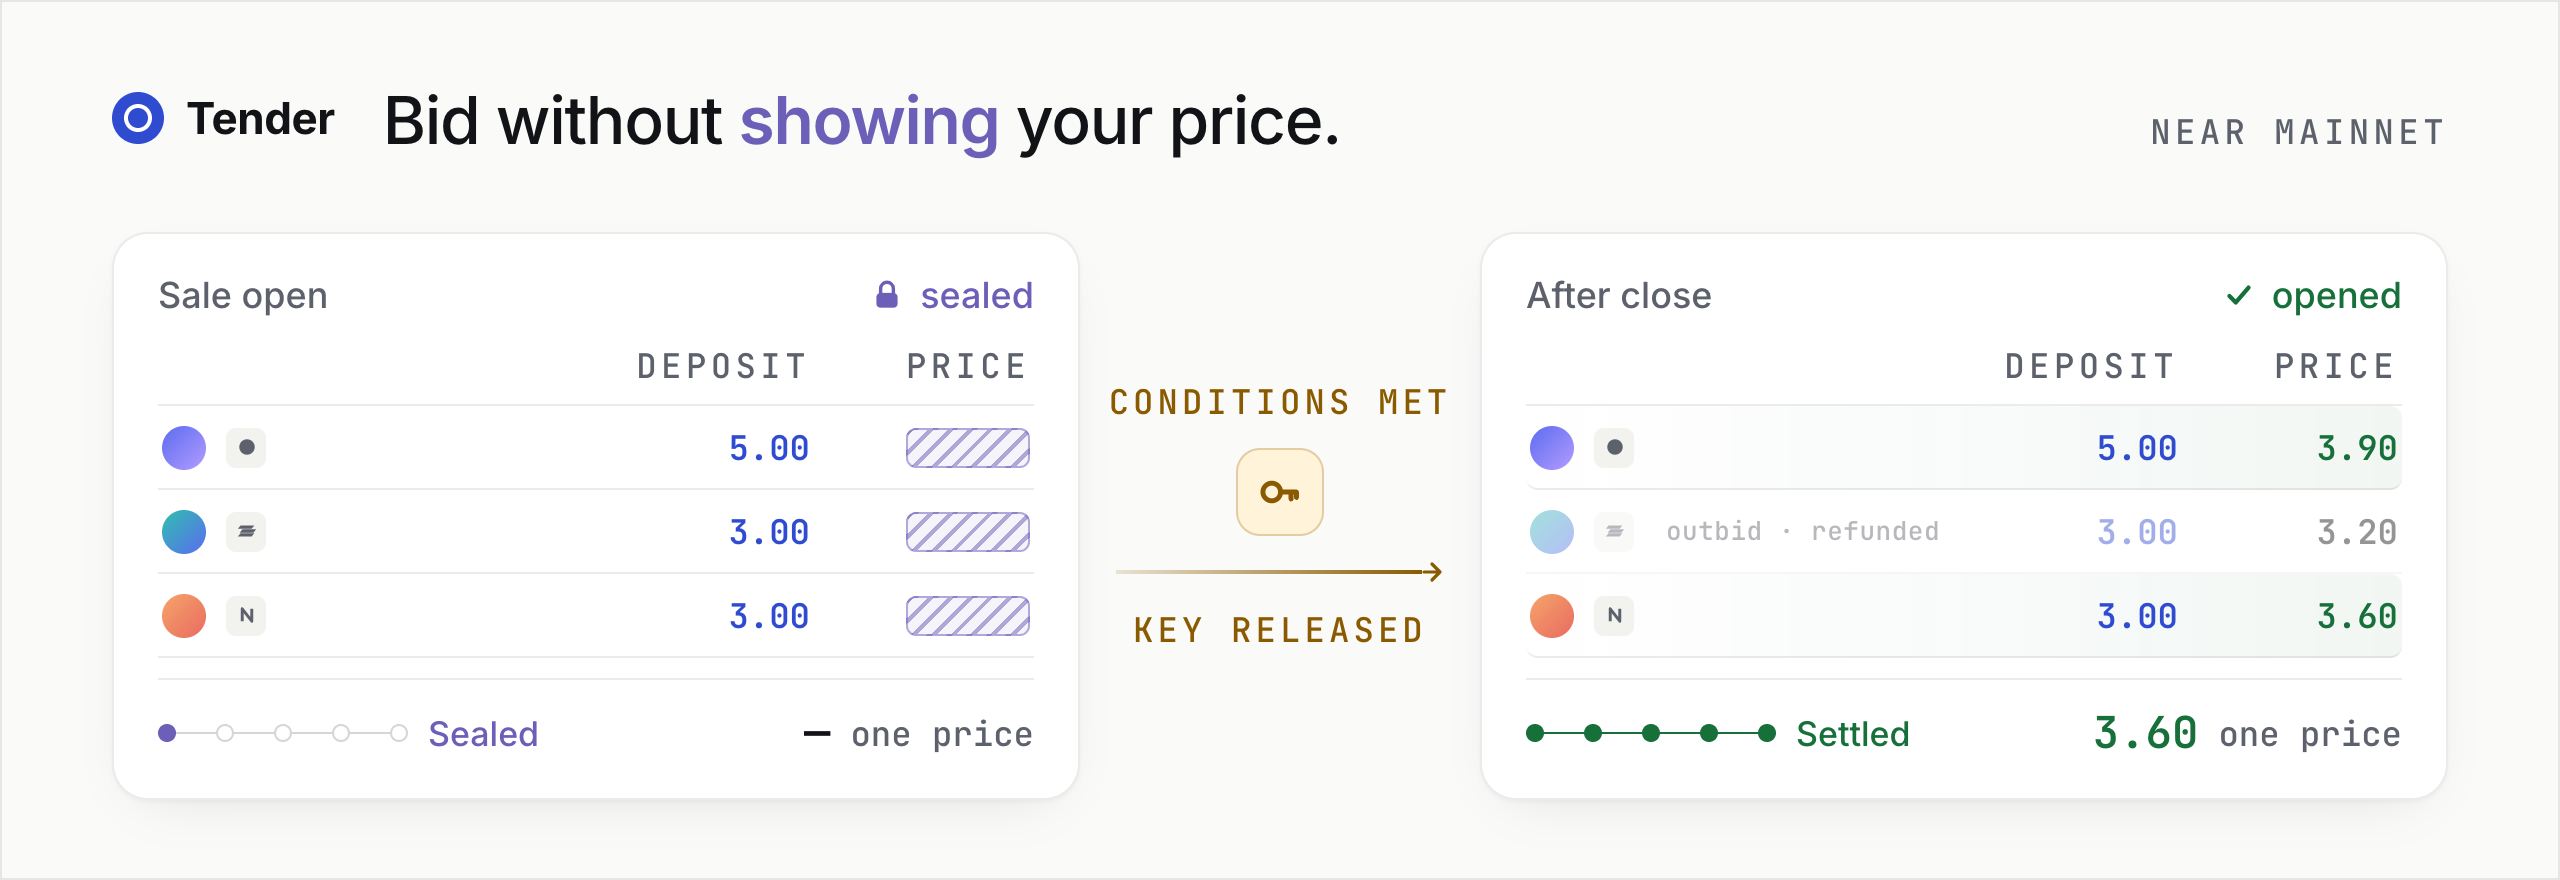 Tender Bid without showing your price.
NEAR MAINNET
Sale open sealed
DEPOSIT PRICE
5.00
3.00
N 3.00
Sealed — one price
CONDITIONS MET
KEY RELEASED
After close opened
DEPOSIT PRICE
5.00 3.90
outbid · refunded 3.00 3.20
N 3.00 3.60
Settled 3.60 one price